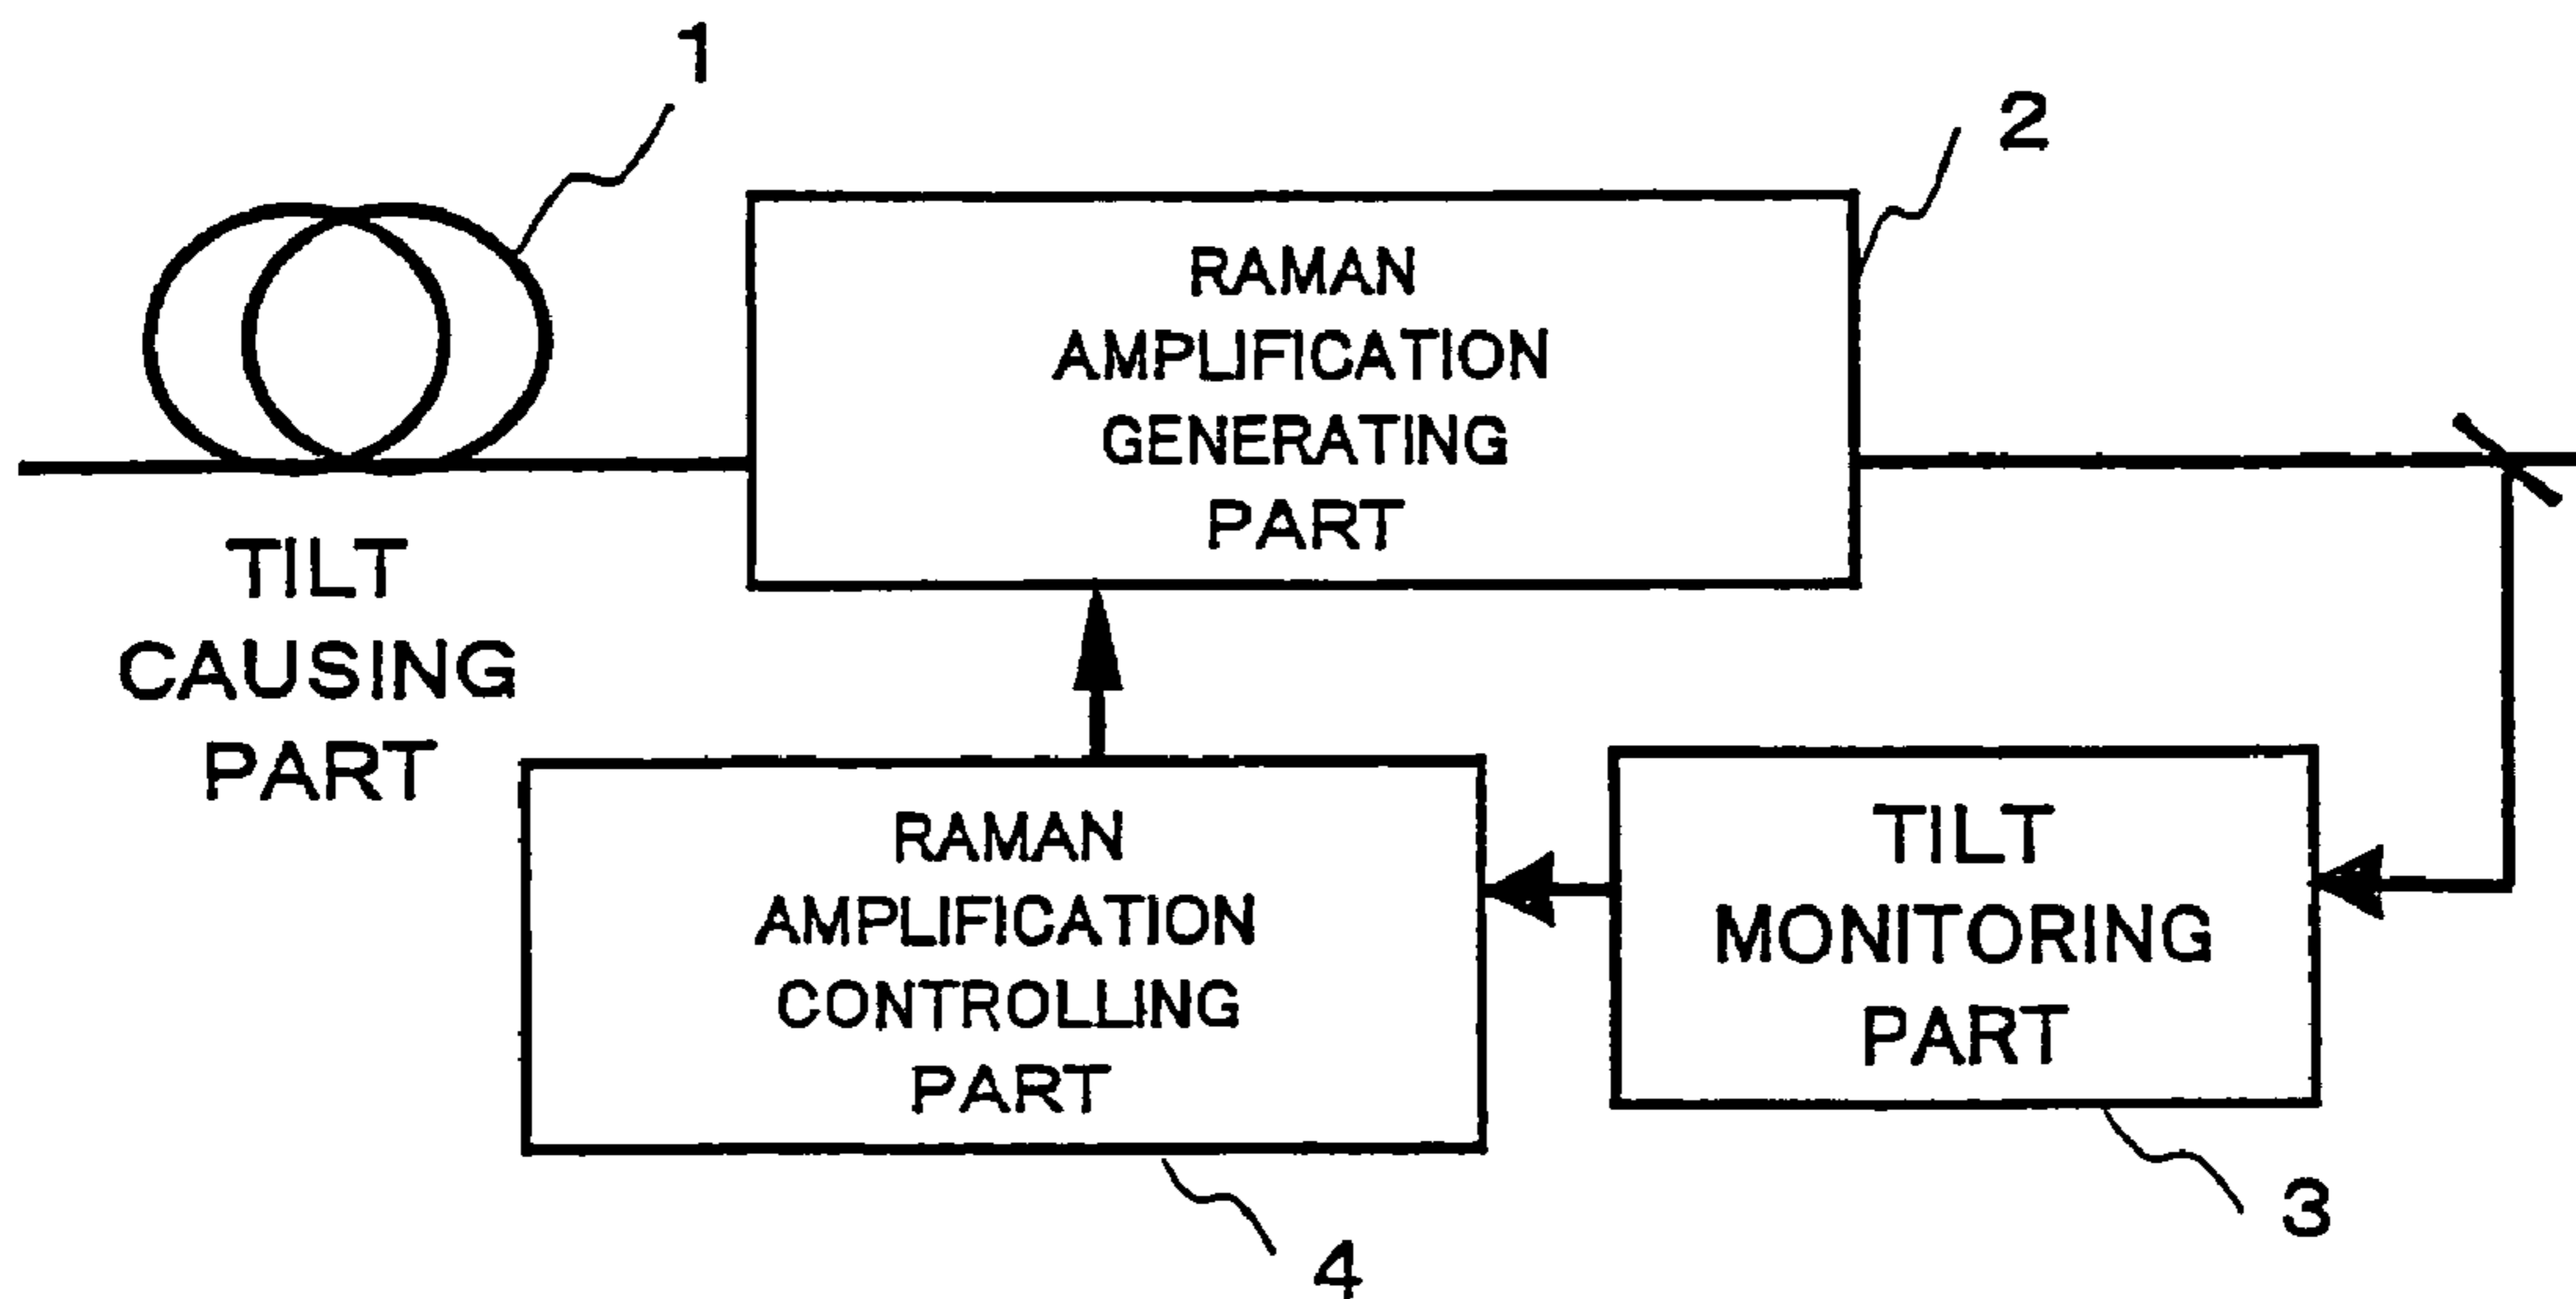 1
2
RAMAN
AMPLIFICATION
GENERATING
PART
TILT
CAUSING
PART
RAMAN
AMPLIFICATION
CONTROLLING
PART
TILT
MONITORING
PART
3
4